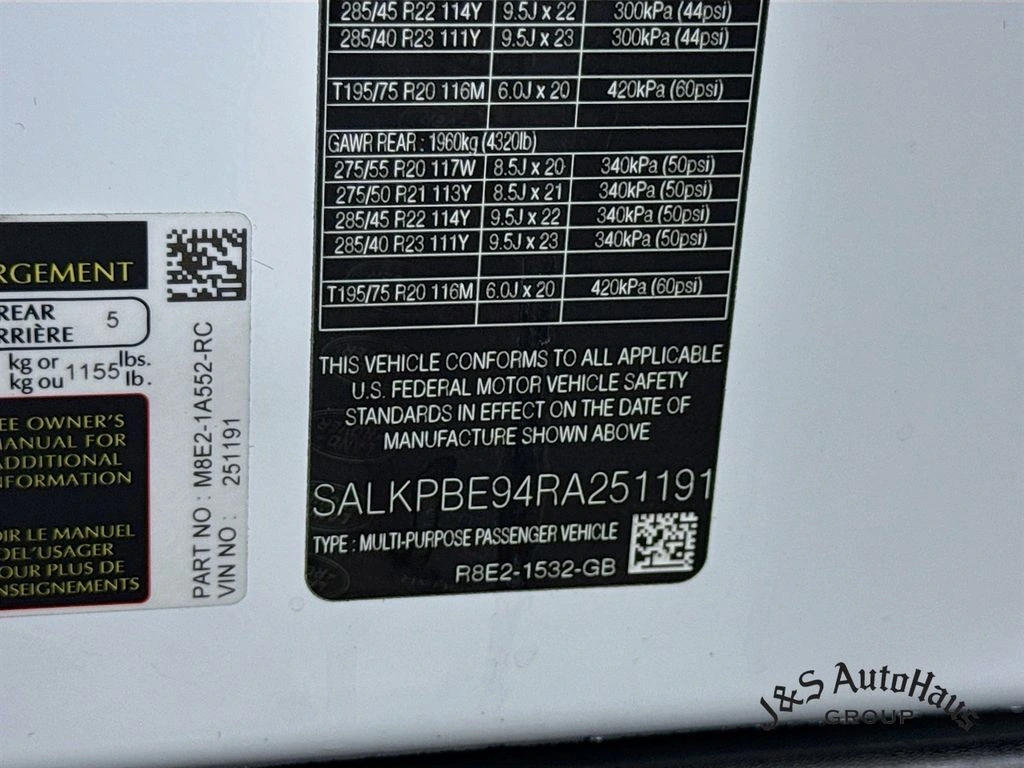 285/45 R22 114Y 9.5J x 22 300kPa (44psi)
285/40 R23 111Y 9.5J x 23 300kPa (44psi)
T195/75 R20 116M 6.0J x 20 420kPa (60psi)
GAWR REAR : 1960kg (4320lb)
275/55 R20 117W 8.5J x 20 340kPa (50psi)
275/50 R21 113Y 8.5J x 21 340kPa (50psi)
285/45 R22 114Y 9.5J x 22 340kPa (50psi)
285/40 R23 111Y 9.5J x 23 340kPa (50psi)
T195/75 R20 116M 6.0J x 20 420kPa (60psi)
THIS VEHICLE CONFORMS TO ALL APPLICABLE
U.S. FEDERAL MOTOR VEHICLE SAFETY
STANDARDS IN EFFECT ON THE DATE OF
MANUFACTURE SHOWN ABOVE
SALKPBE94RA251191
TYPE : MULTI-PURPOSE PASSENGER VEHICLE
R8E2-1532-GB
RGEMENT
REAR 5
RRIÈRE
kg or 1155 lbs.
kg ou lb.
EE OWNER'S
ANUAL FOR
ADDITIONAL
NFORMATION
IR LE MANUEL
DEL'USAGER
OUR PLUS DE
NSEIGNEMENTS
PART NO : M8E2-1A552-RC
VIN NO : 251191
J&S AutoHaus
GROUP